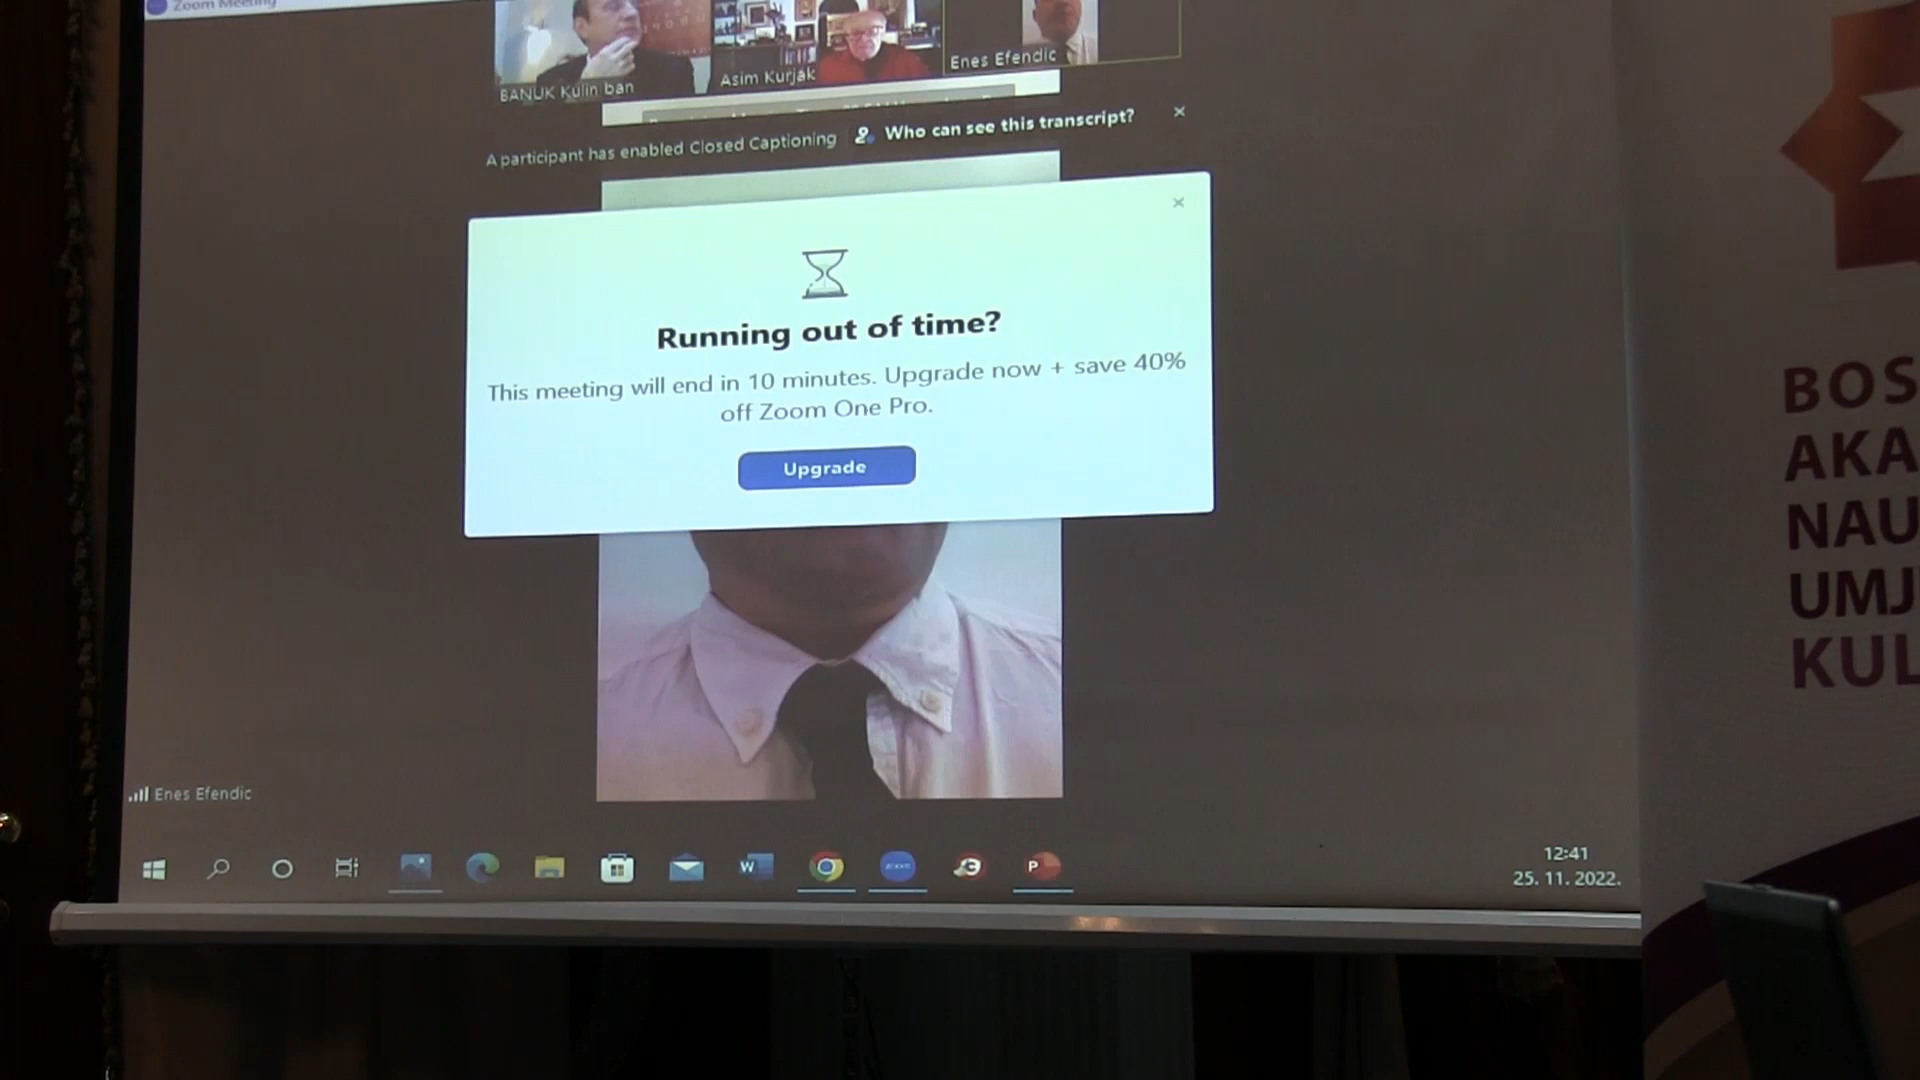 Zoom Meeting
BANUK Kulin ban
Asim Kurjak
Enes Efendic
A participant has enabled Closed Captioning
Who can see this transcript?
Running out of time?
This meeting will end in 10 minutes. Upgrade now + save 40%
off Zoom One Pro.
Upgrade
Enes Efendic
zoom
12:41
25. 11. 2022.
BOS
AKA
NAU
UMJ
KUL